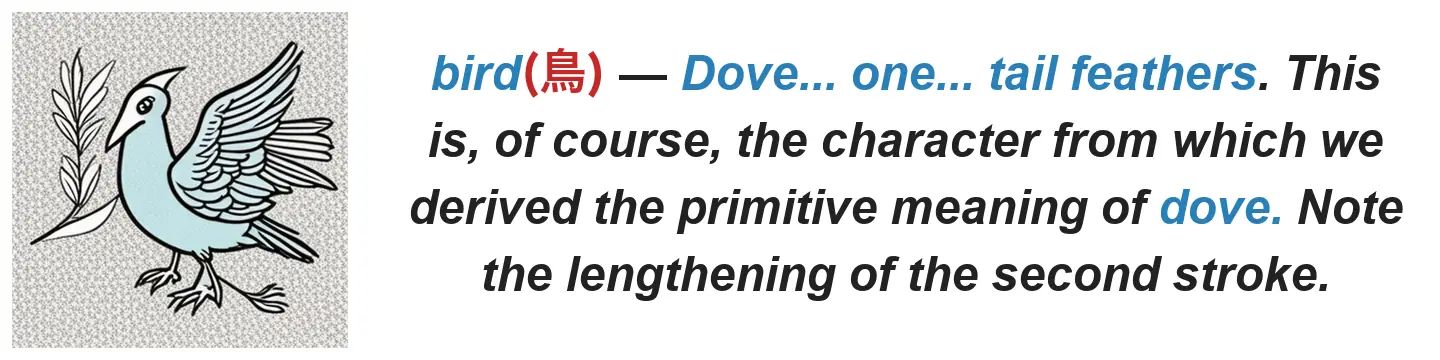 bird(鳥) — Dove... one... tail feathers. This
is, of course, the character from which we
derived the primitive meaning of dove. Note
the lengthening of the second stroke.